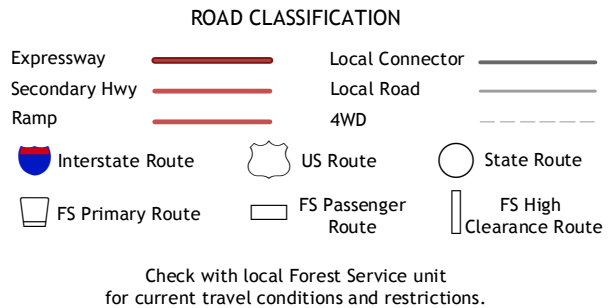 ROAD CLASSIFICATION
Expressway
Local Connector
Secondary Hwy
Local Road
Ramp
4WD
Interstate Route
US Route
State Route
FS Primary Route
FS Passenger
Route
FS High
Clearance Route
Check with local Forest Service unit
for current travel conditions and restrictions.